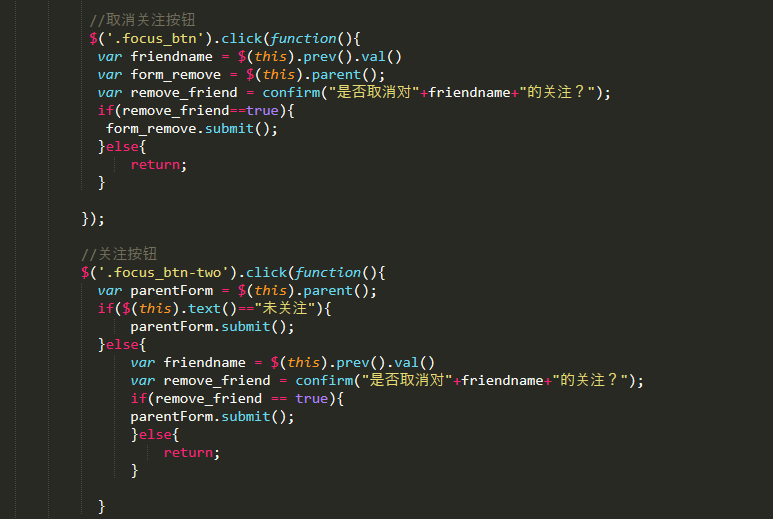 //取消关注按钮
$('.focus_btn').click(function(){
var friendname = $(this).prev().val()
var form_remove = $(this).parent();
var remove_friend = confirm("是否取消对"+friendname+"的关注？");
if(remove_friend==true){
form_remove.submit();
}else{
return;
}
});
//关注按钮
$('.focus_btn-two').click(function(){
var parentForm = $(this).parent();
if($(this).text()=="未关注"){
parentForm.submit();
}else{
var friendname = $(this).prev().val()
var remove_friend = confirm("是否取消对"+friendname+"的关注？");
if(remove_friend == true){
parentForm.submit();
}else{
return;
}
}